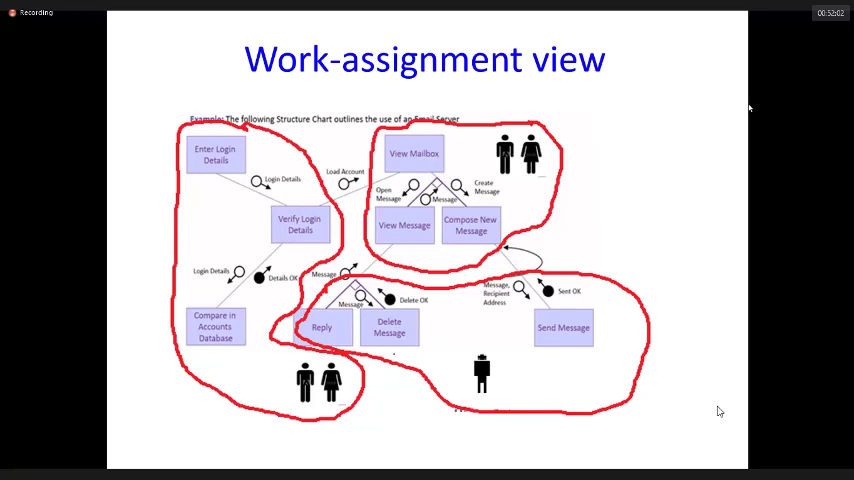 Recording
00:52:02
Work-assignment view
Example: The following Structure Chart outlines the use of an Email Server
Enter Login
Details
Login Details
Load Account
View Mailbox
Open
Message
Message
Create
Message
Verify Login
Details
View Message
Compose New
Message
Login Details
Details OK
Message
Message
Delete OK
Message,
Recipient
Address
Sent OK
Compare in
Accounts
Database
Reply
Delete
Message
Send Message